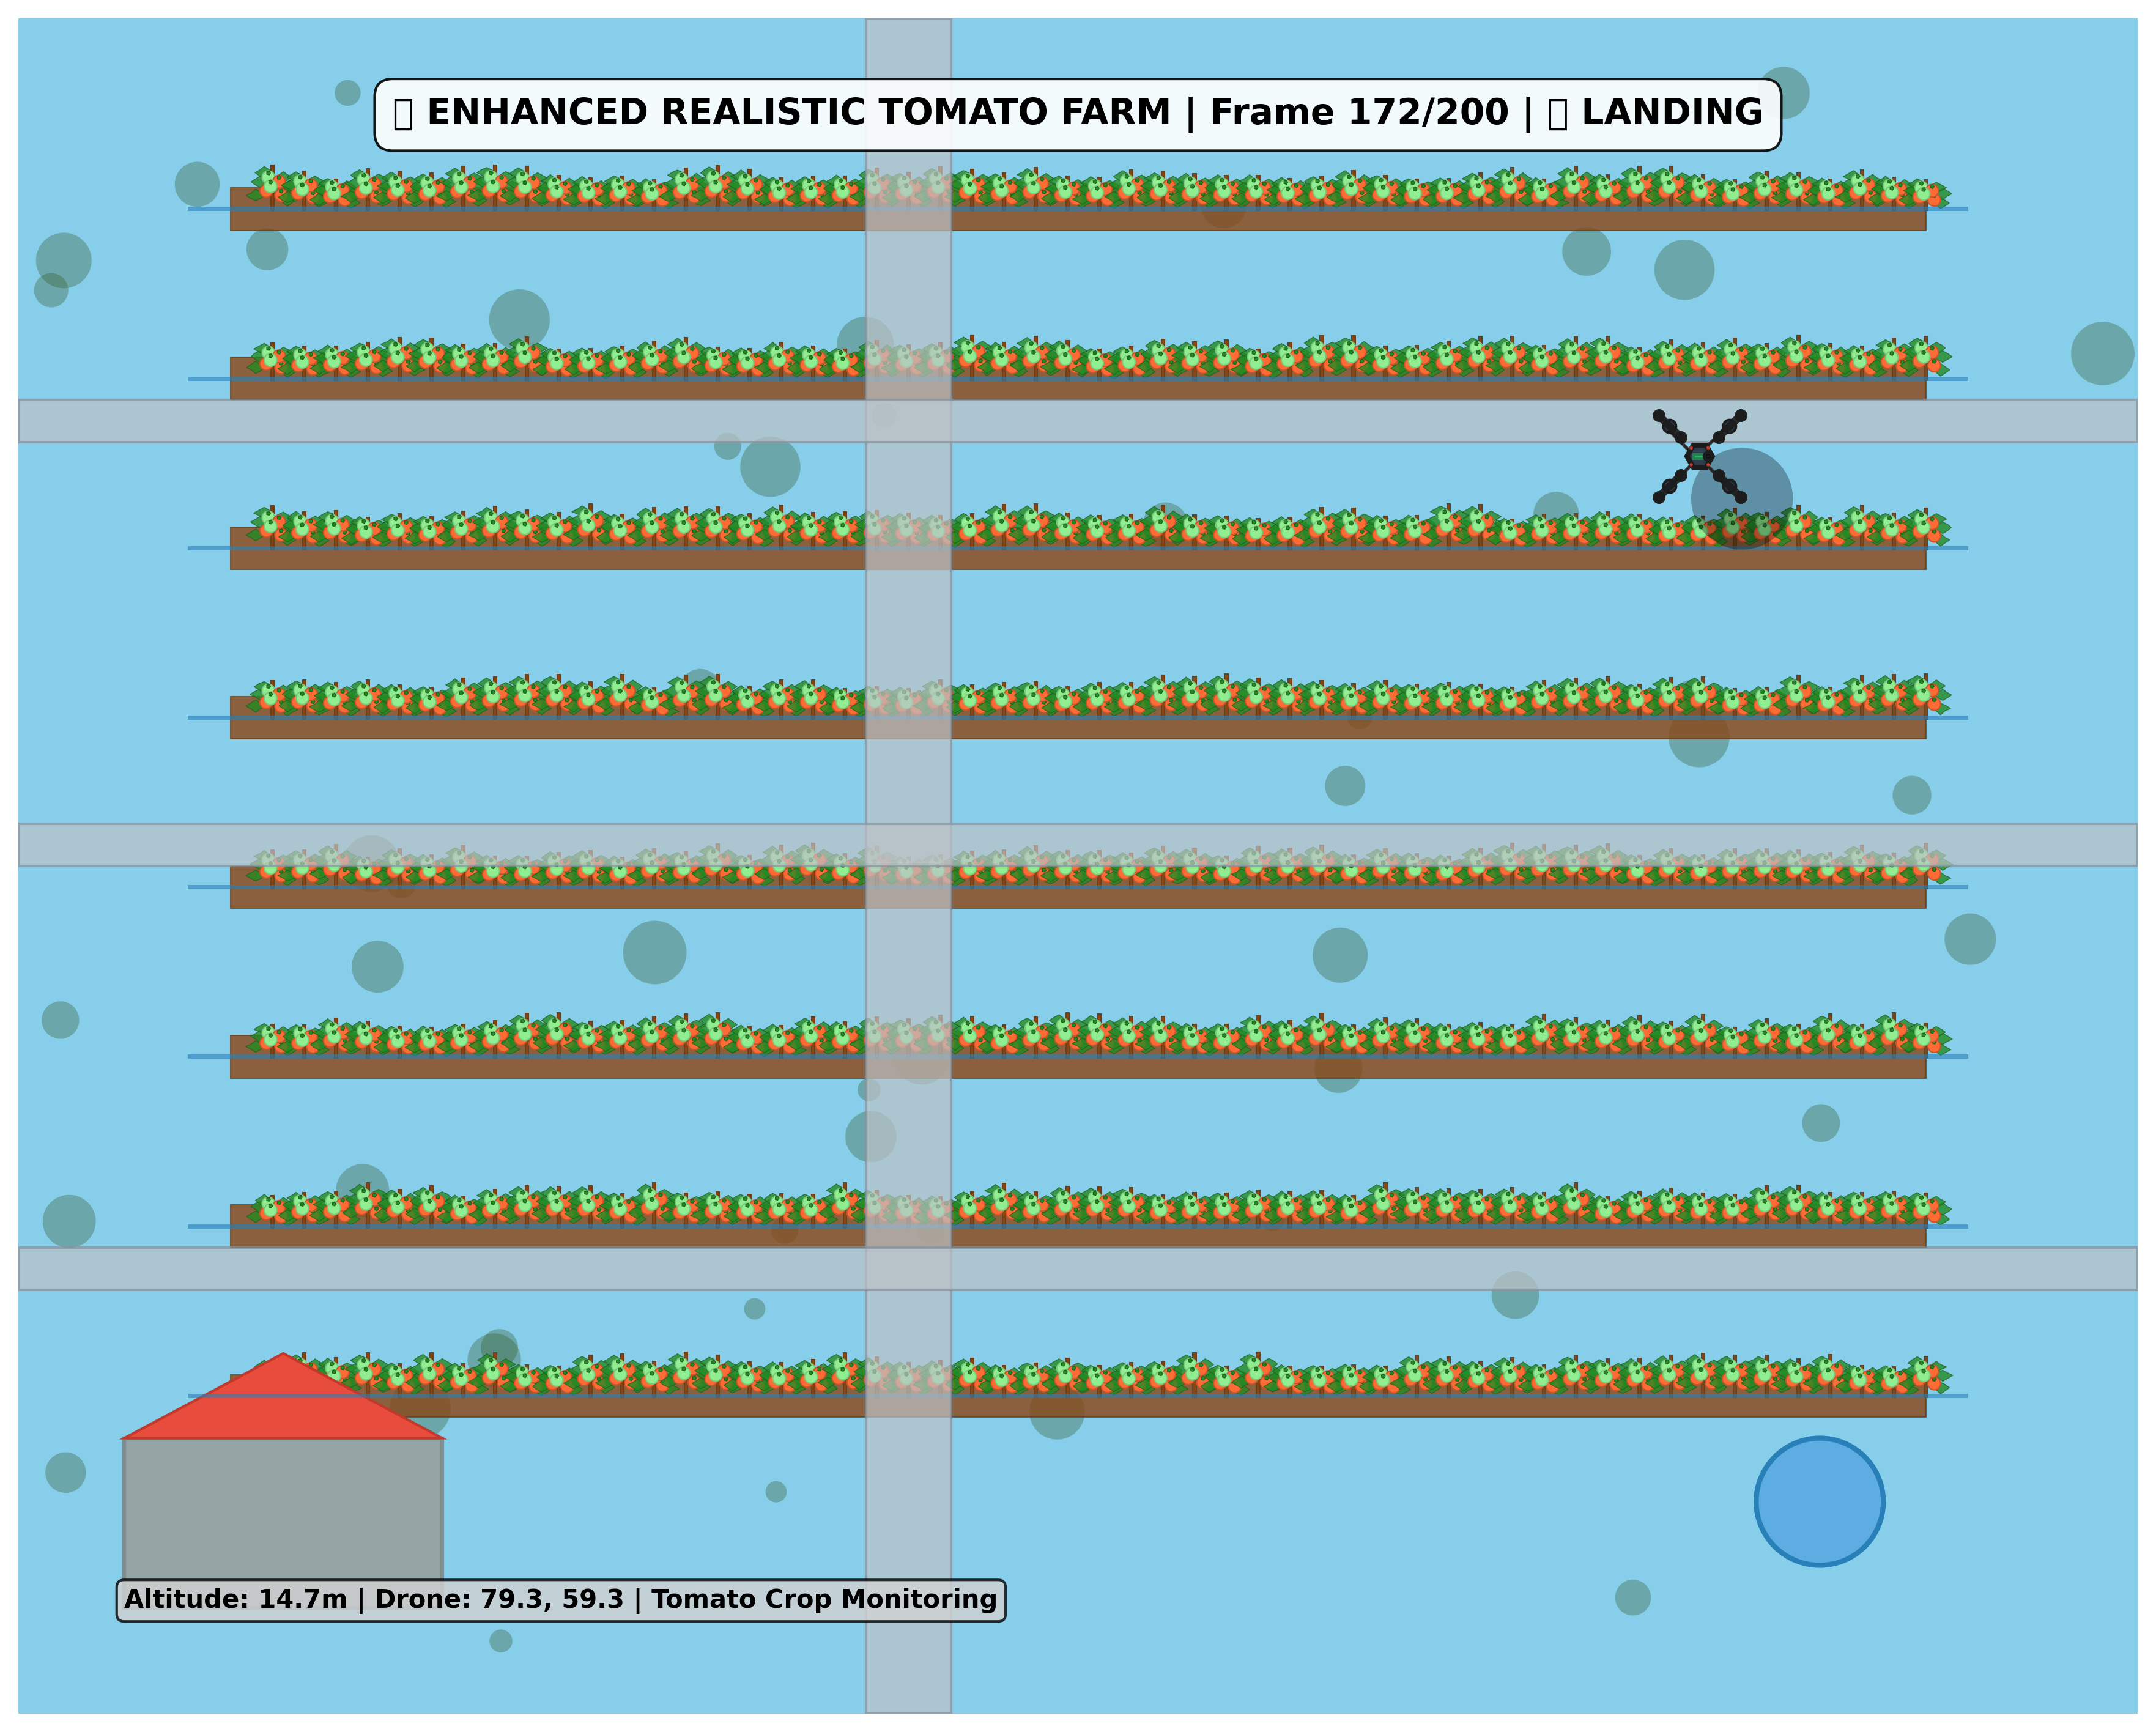 ▯ ENHANCED REALISTIC TOMATO FARM | Frame 172/200 | ▯ LANDING
Altitude: 14.7m | Drone: 79.3, 59.3 | Tomato Crop Monitoring